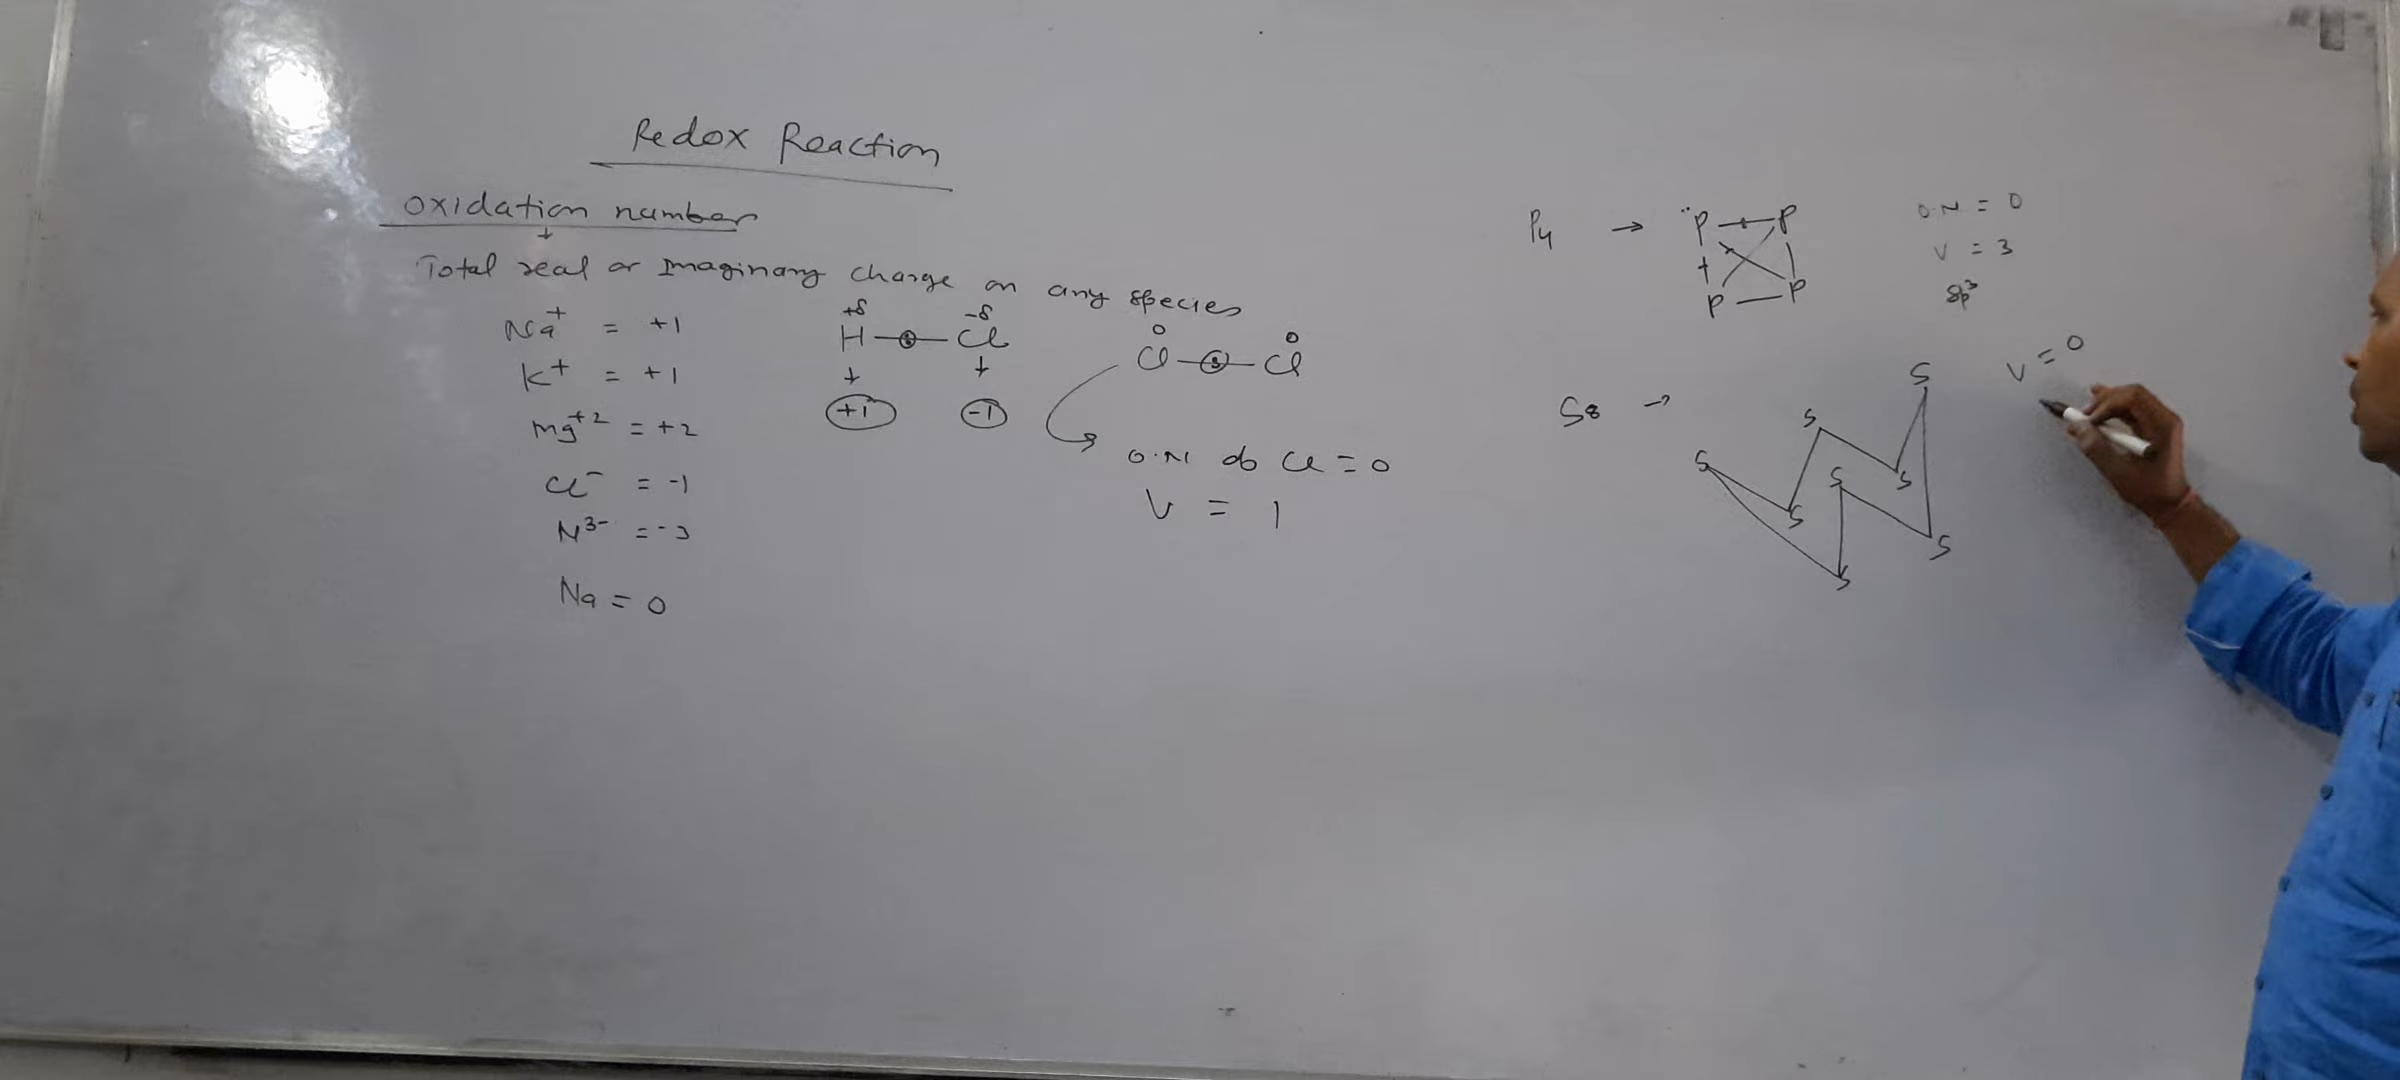 Redox Reaction
Oxidation number
Total real or Imaginary charge on any species
Na+ = +1
K+ = +1
mg+2 = +2
Cl- = -1
N3- = -3
Na = 0
+δ -δ
H Cl
+1 -1
0 0
Cl Cl
O.N of Cl = 0
V = 1
P4 → P P
P P
O.N = 0
V = 3
sp3
S8 →
S S S S
S S S S
V = 0